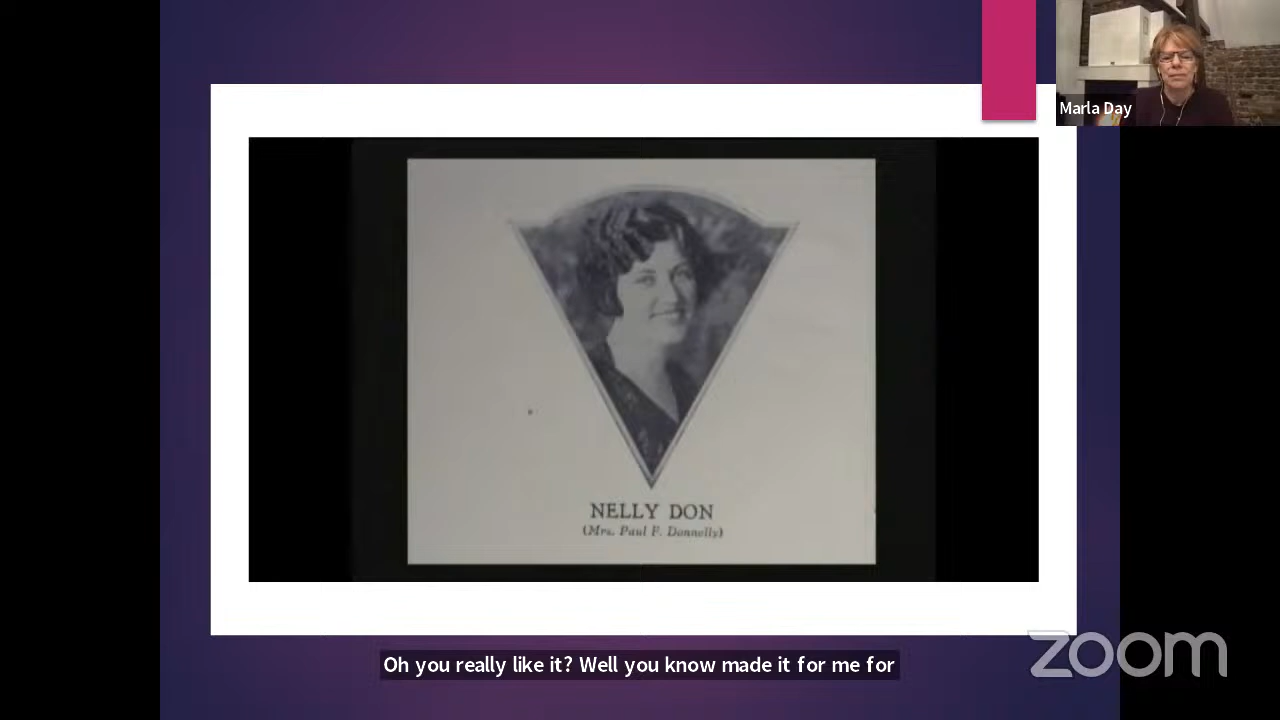 Marla Day
NELLY DON
(Mrs. Paul F. Donnelly)
Oh you really like it? Well you know made it for me for
zoom